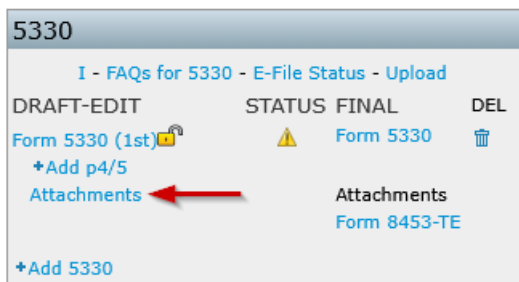 5330
I - FAQs for 5330 - E-File Status - Upload
DRAFT-EDIT STATUS FINAL DEL
Form 5330 (1st) Form 5330
+Add p4/5
Attachments Attachments
Form 8453-TE
+Add 5330